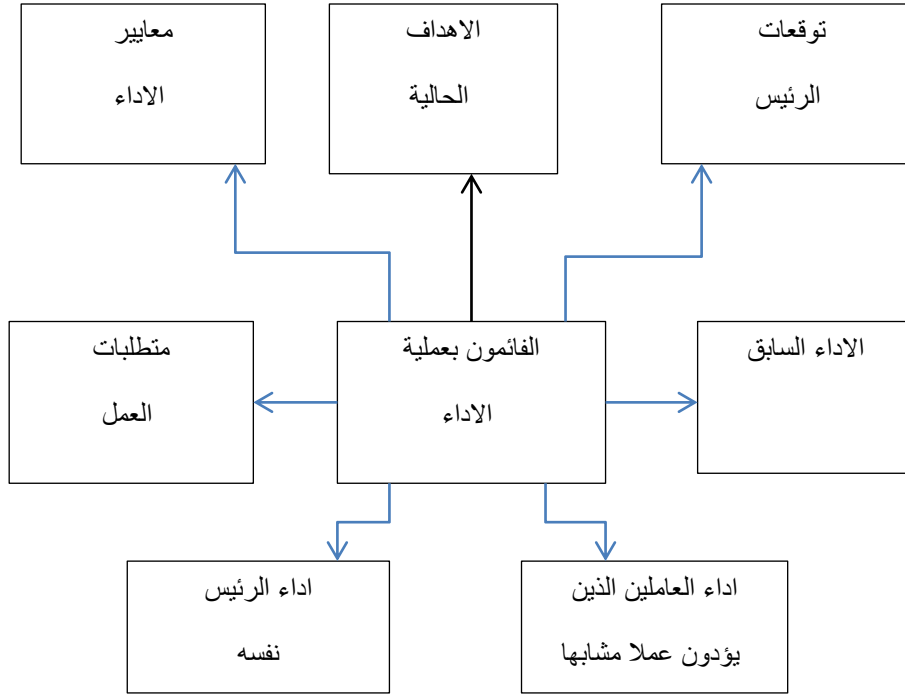 توقعات
الرئيس
الاهداف
الحالية
معايير
الاداء
الاداء السابق
الفائمون بعملية
الاداء
متطلبات
العمل
اداء العاملين الذين
يؤدون عملا مشابها
اداء الرئيس
نفسه